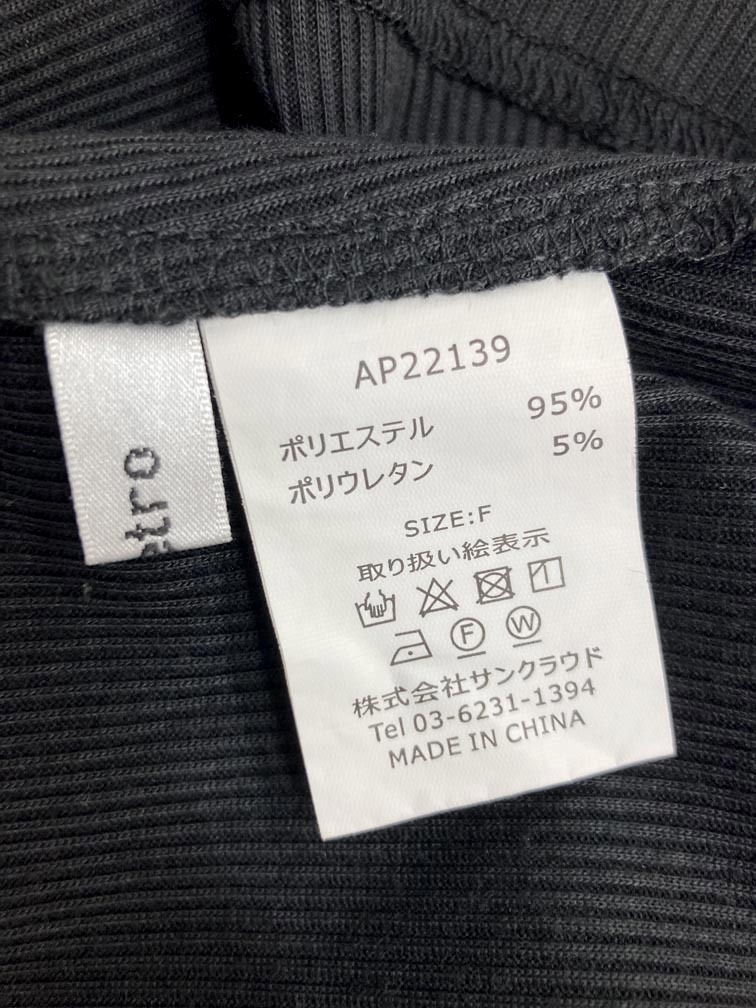 AP22139
ポリエステル 95%
ポリウレタン 5%
SIZE:F
取り扱い絵表示
F W
株式会社サンクラウド
Tel 03-6231-1394
MADE IN CHINA
etro